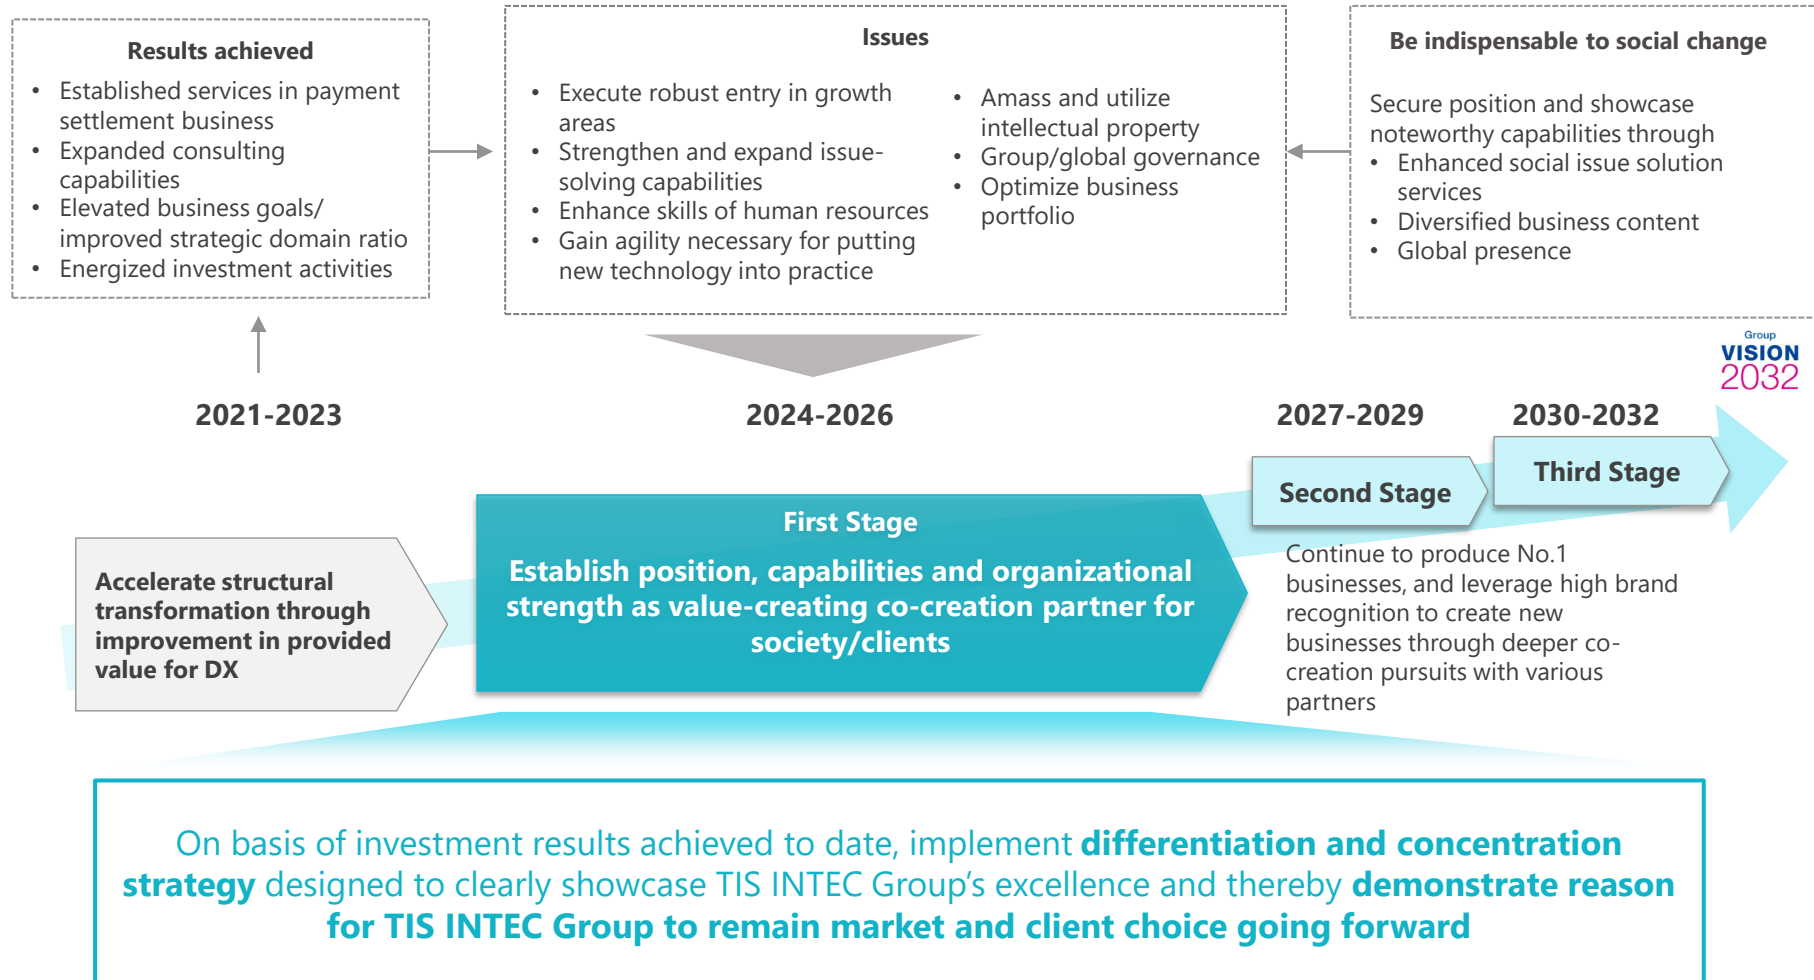 Results achieved
• Established services in payment
settlement business
• Expanded consulting
capabilities
• Elevated business goals/
improved strategic domain ratio
• Energized investment activities
Issues
• Execute robust entry in growth
areas
• Strengthen and expand issue-
solving capabilities
• Enhance skills of human resources
• Gain agility necessary for putting
new technology into practice
• Amass and utilize
intellectual property
• Group/global governance
• Optimize business
portfolio
Be indispensable to social change
Secure position and showcase
noteworthy capabilities through
• Enhanced social issue solution
services
• Diversified business content
• Global presence
Group
VISION
2032
2021-2023
2024-2026
2027-2029
2030-2032
Accelerate structural
transformation through
improvement in provided
value for DX
First Stage
Establish position, capabilities and organizational
strength as value-creating co-creation partner for
society/clients
Second Stage
Third Stage
Continue to produce No.1
businesses, and leverage high brand
recognition to create new
businesses through deeper co-
creation pursuits with various
partners
On basis of investment results achieved to date, implement differentiation and concentration
strategy designed to clearly showcase TIS INTEC Group’s excellence and thereby demonstrate reason
for TIS INTEC Group to remain market and client choice going forward